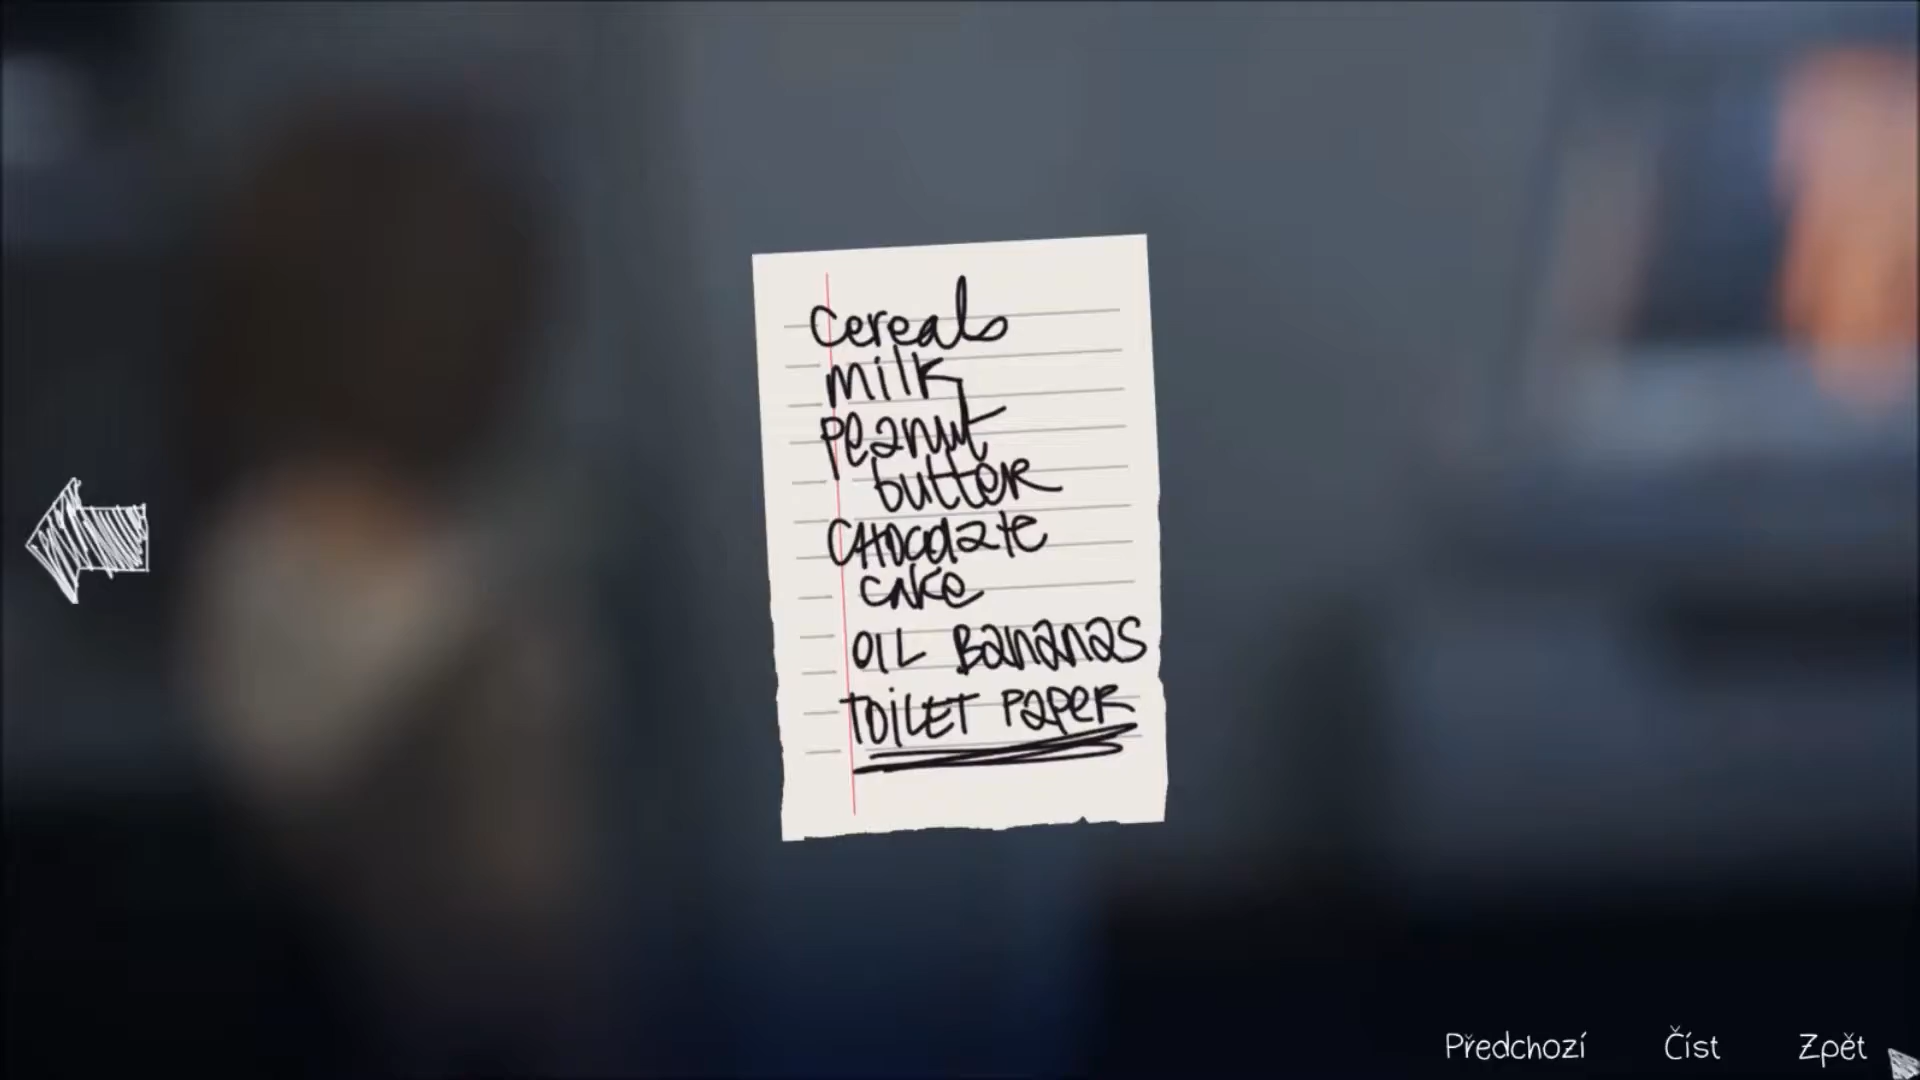 Cereals
milk
Peanut
butter
CHocolate
cake
OIL Bananas
TOiLET PaPeR
Předchozí Číst Zpět